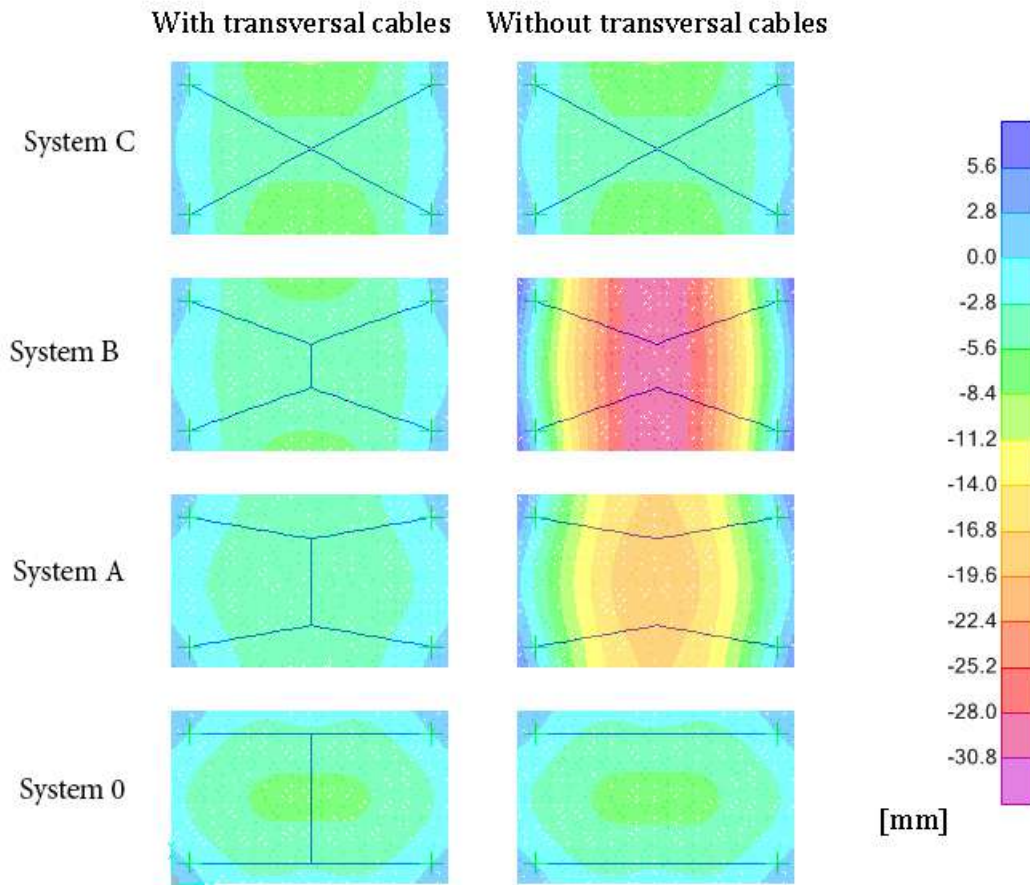 With transversal cables Without transversal cables
System C
System B
System A
System 0
5.6
2.8
0.0
-2.8
-5.6
-8.4
-11.2
-14.0
-16.8
-19.6
-22.4
-25.2
-28.0
-30.8
[mm]